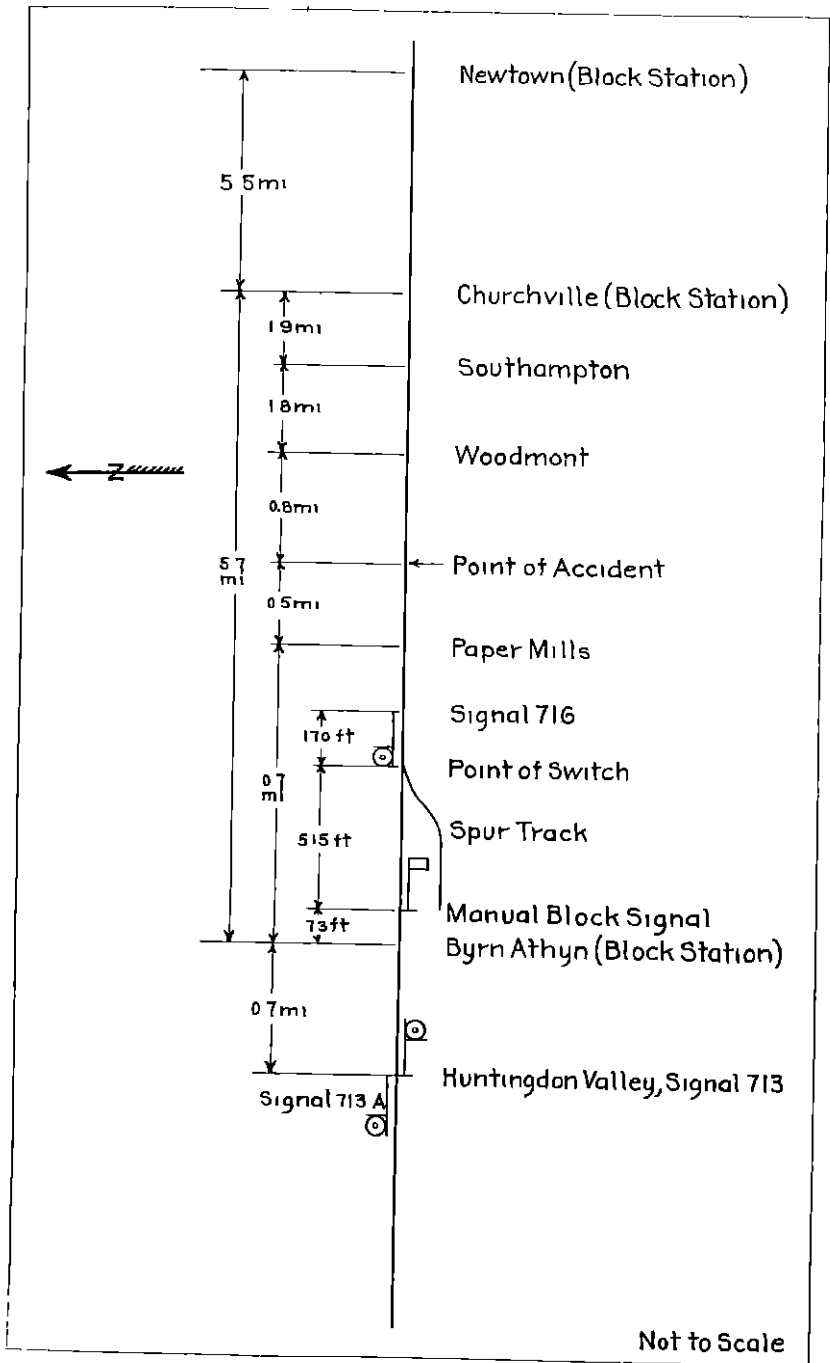 Newtown (Block Station)
5 5 mi
Churchville (Block Station)
1 9 mi
Southampton
1 8 mi
Woodmont
N
0.8 mi
5 7
mi
Point of Accident
0 5 mi
Paper Mills
Signal 716
170 ft
Point of Switch
0 7
mi
Spur Track
515 ft
Manual Block Signal
73 ft
Byrn Athyn (Block Station)
0 7 mi
Huntingdon Valley, Signal 713
Signal 713 A
Not to Scale